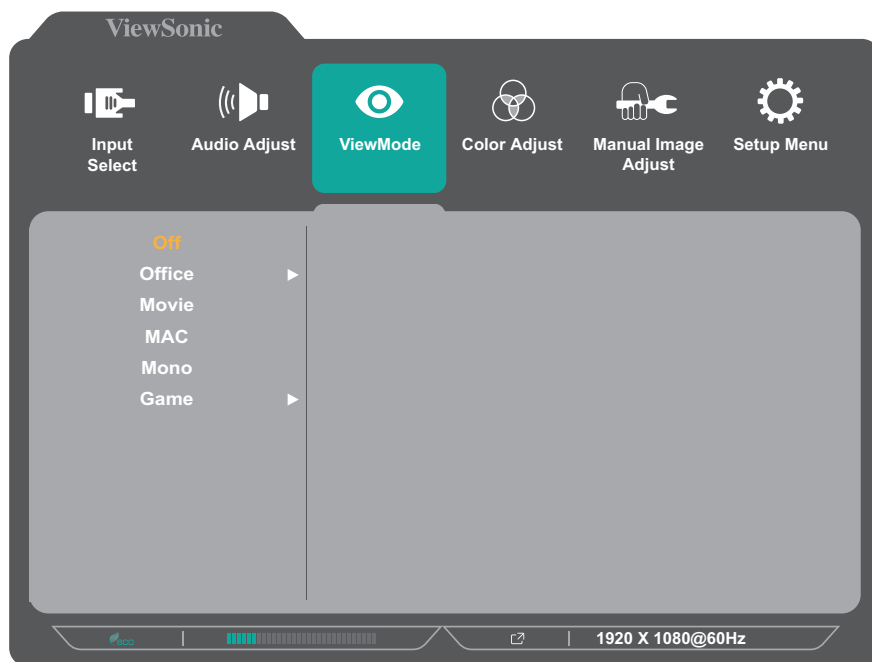 ViewSonic
Input
Select
Audio Adjust
ViewMode
Color Adjust
Manual Image
Adjust
Setup Menu
Off
Office
Movie
MAC
Mono
Game
eco
1920 X 1080@60Hz